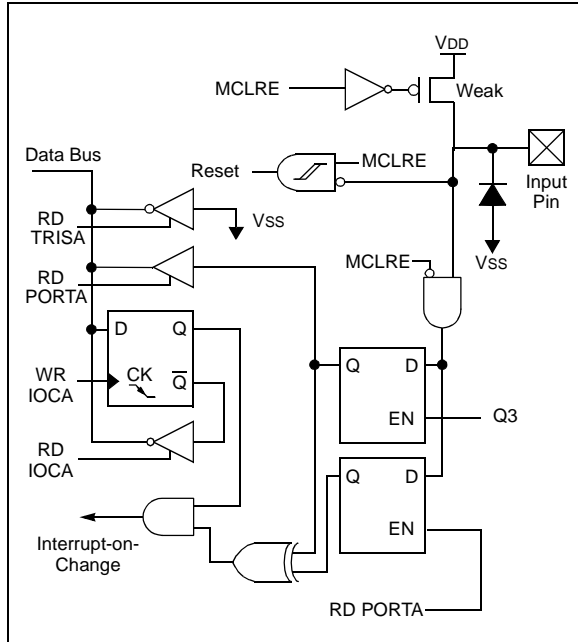 VDD
MCLRE
Weak
Data Bus
Reset
MCLRE
Input
Pin
RD
TRISA
VSS
VSS
RD
PORTA
MCLRE
D
Q
WR
IOCA
CK
Q
Q
D
EN
Q3
RD
IOCA
Q
D
EN
Interrupt-on-
Change
RD PORTA